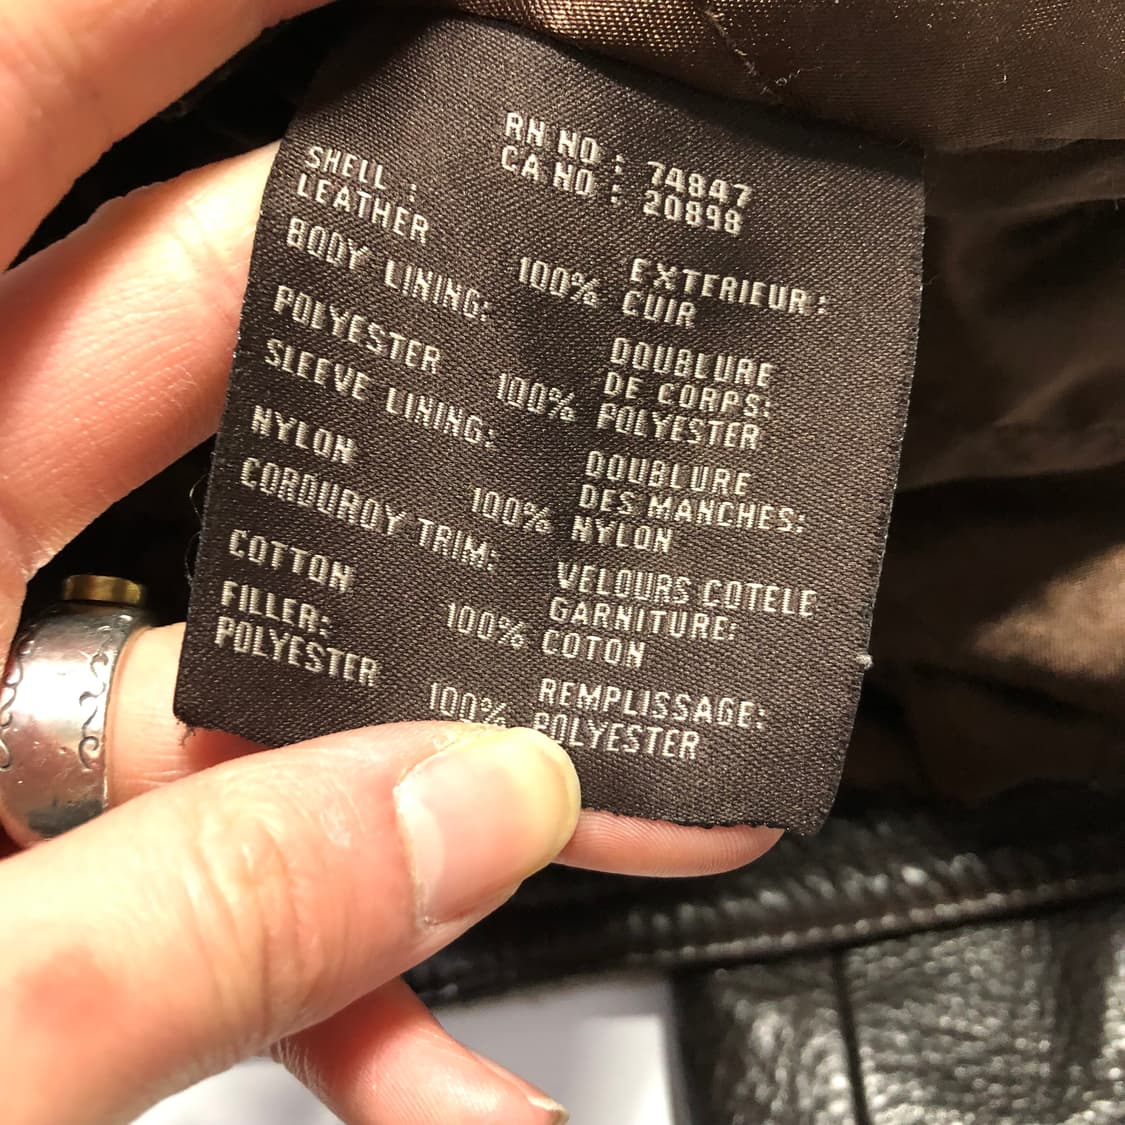 RN NO : 74847
CA NO : 20898
SHELL :
LEATHER 100%
BODY LINING:
POLYESTER 100%
SLEEVE LINING:
NYLON 100%
CORDUROY TRIM:
COTTON 100%
FILLER:
POLYESTER 100%
EXTERIEUR:
CUIR
DOUBLURE
DE CORPS:
POLYESTER
DOUBLURE
DES MANCHES:
NYLON
VELOURS COTELE
GARNITURE:
COTON
REMPLISSAGE:
POLYESTER